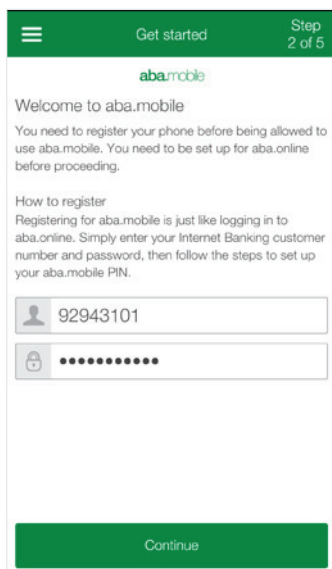 Get started
Step
2 of 5
aba.mobile
Welcome to aba.mobile
You need to register your phone before being allowed to
use aba.mobile. You need to be set up for aba.online
before proceeding.
How to register
Registering for aba.mobile is just like logging in to
aba.online. Simply enter your Internet Banking customer
number and password, then follow the steps to set up
your aba.mobile PIN.
92943101
•••••••••••
Continue